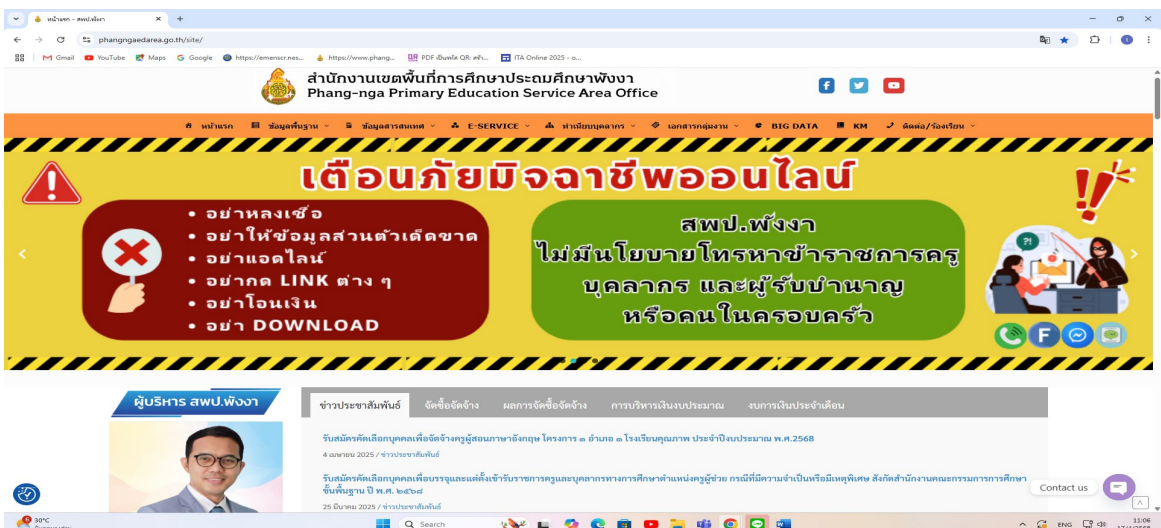 หน้าแรก - สพป.พังงา
phangngaedarea.go.th/site/
Gmail YouTube Maps Google https://emenscr.nes... https://www.phang... PDF เป็นหรือ QR: สร้า... ITA Online 2025 - o...
สำนักงานเขตพื้นที่การศึกษาประถมศึกษาพังงา
Phang-nga Primary Education Service Area Office
หน้าแรก ข้อมูลพื้นฐาน ข้อมูลสารสนเทศ E-SERVICE ทำเนียบบุคลากร เอกสารกลุ่มงาน BIG DATA KM ติดต่อ/ร้องเรียน
เตือนภัยมิจฉาชีพออนไลน์
• อย่าหลงเชื่อ
• อย่าให้ข้อมูลส่วนตัวเด็ดขาด
• อย่าแอดไลน์
• อย่ากด LINK ต่าง ๆ
• อย่าโอนเงิน
• อย่า DOWNLOAD
สพป.พังงา
ไม่มีนโยบายโทรหาข้าราชการครู
บุคลากร และผู้รับบำนาญ
หรือคนในครอบครัว
ผู้บริหาร สพป.พังงา
ข่าวประชาสัมพันธ์ จัดซื้อจัดจ้าง ผลการจัดซื้อจัดจ้าง การบริหารเงินงบประมาณ งบการเงินประจำเดือน
รับสมัครคัดเลือกบุคคลเพื่อจัดจ้างครูผู้สอนภาษาอังกฤษ โครงการ ๑ อำเภอ ๑ โรงเรียนคุณภาพ ประจำปีงบประมาณ พ.ศ.2568
4 เมษายน 2025 / ข่าวประชาสัมพันธ์
รับสมัครคัดเลือกบุคคลเพื่อบรรจุและแต่งตั้งเข้ารับราชการครูและบุคลากรทางการศึกษาตำแหน่งครูผู้ช่วย กรณีที่มีความจำเป็นหรือมีเหตุพิเศษ สังกัดสำนักงานคณะกรรมการการศึกษา
ขั้นพื้นฐาน ปี พ.ศ. ๒๕๖๘
25 มีนาคม 2025 / ข่าวประชาสัมพันธ์
Contact us
30°C
Search
ENG
11:06